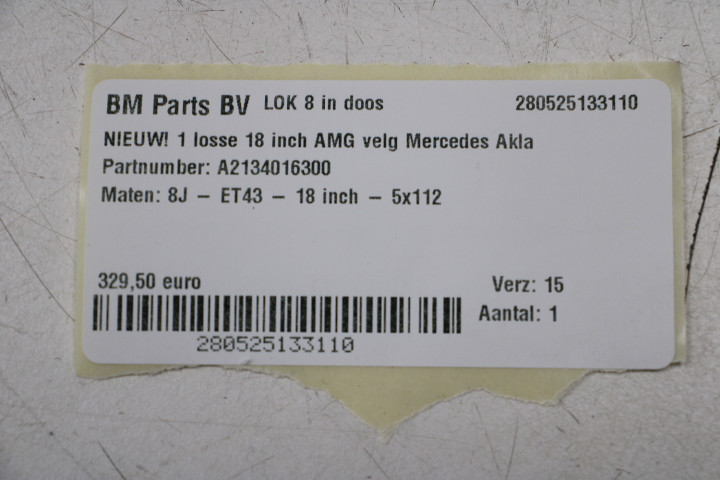 BM Parts BV LOK 8 in doos 280525133110
NIEUW! 1 losse 18 inch AMG velg Mercedes Akla
Partnumber: A2134016300
Maten: 8J – ET43 – 18 inch – 5x112
329,50 euro Verz: 15
Aantal: 1
280525133110